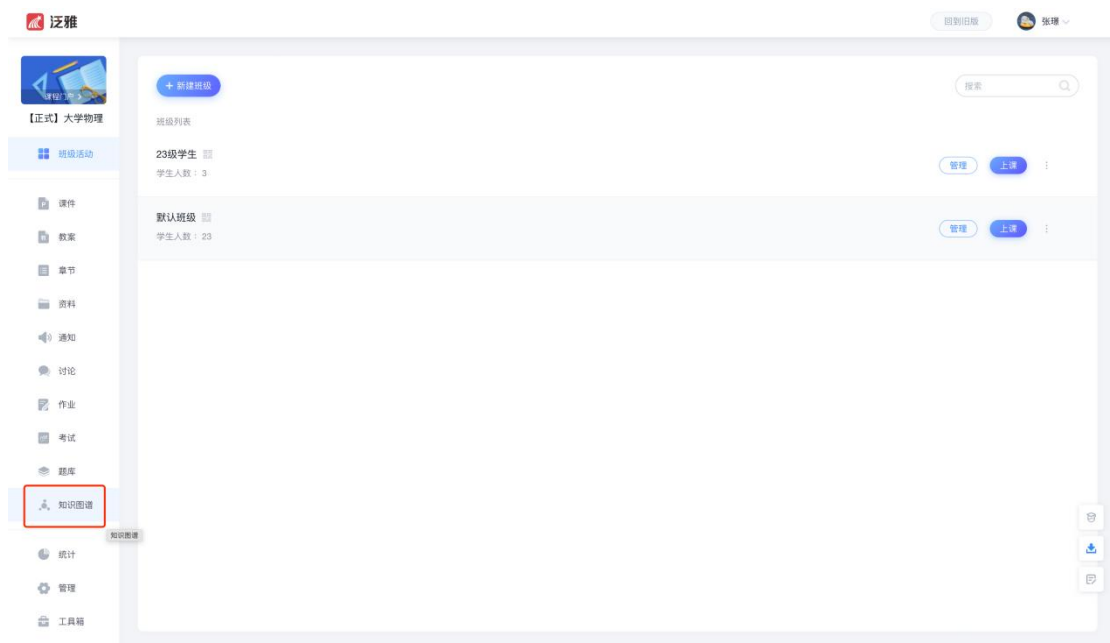 泛雅
回到旧版
张璟
课程门户 >
【正式】大学物理
班级活动
课件
教案
章节
资料
通知
讨论
作业
考试
题库
知识图谱
知识图谱
统计
管理
工具箱
+ 新建班级
搜索
班级列表
23级学生
学生人数：3
管理
上课
默认班级
学生人数：23
管理
上课